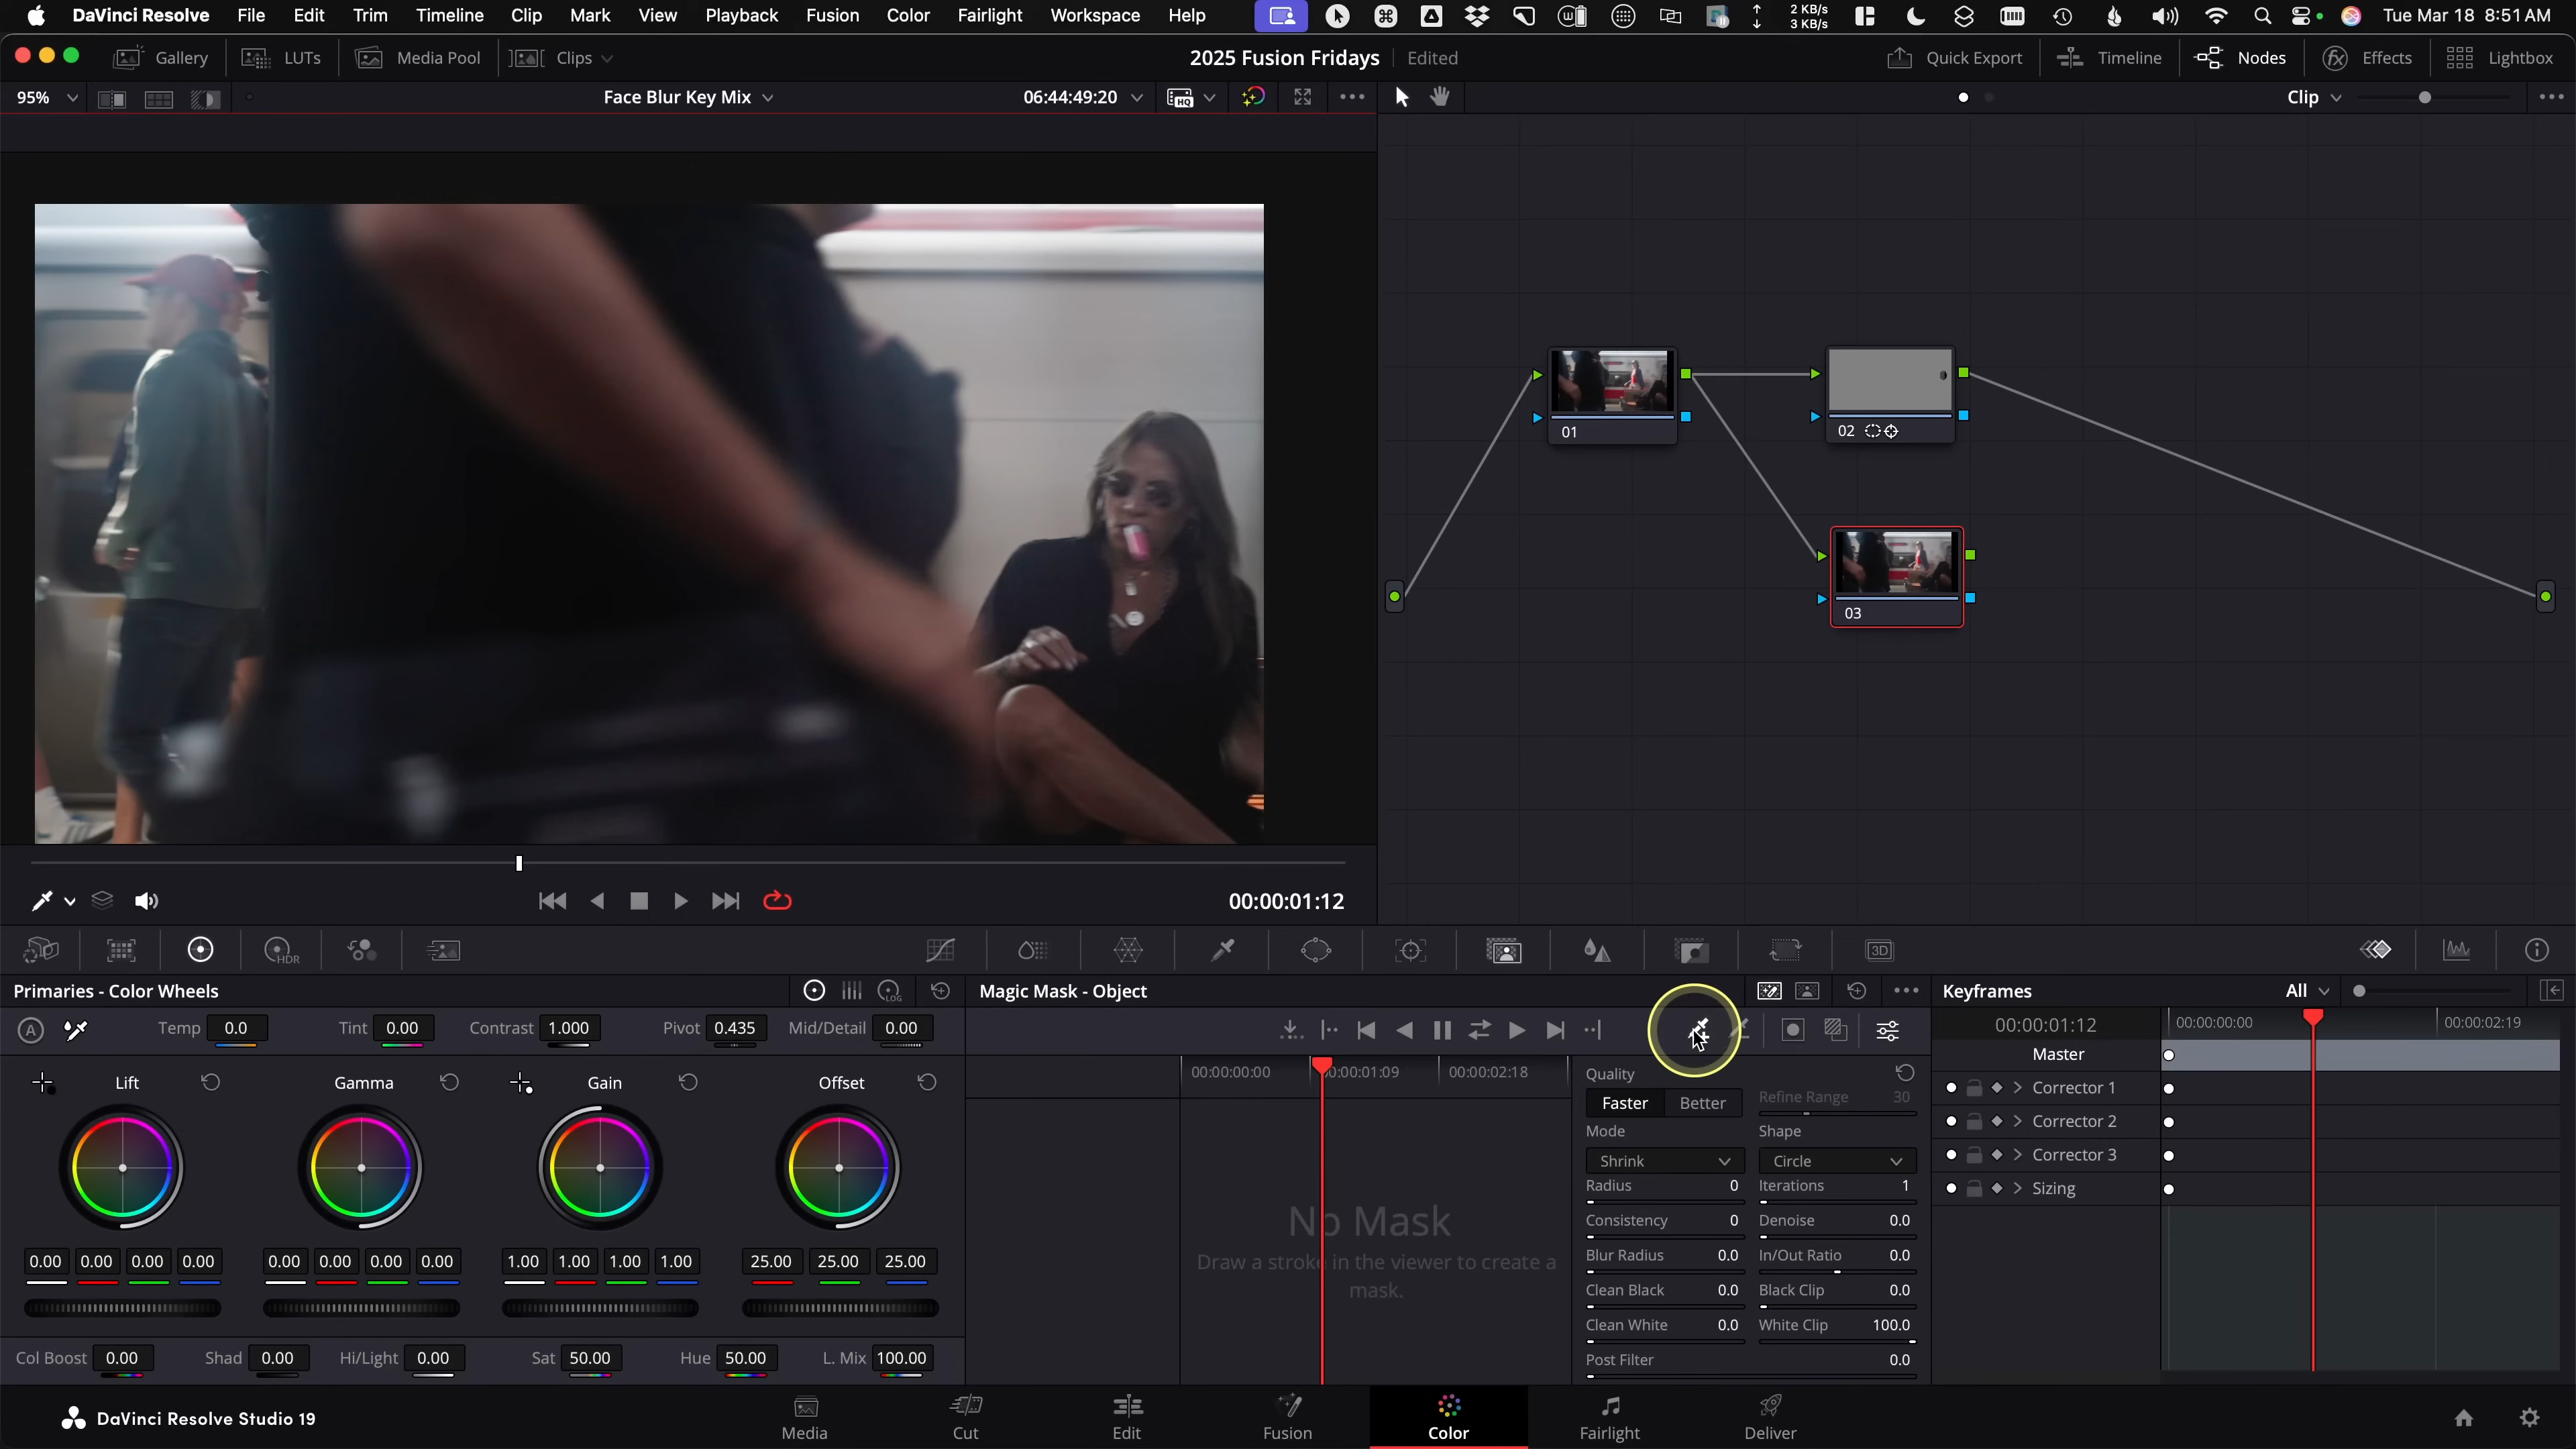 DaVinci Resolve File Edit Trim Timeline Clip Mark View Playback Fusion Color Fairlight Workspace Help 2 KB/s 3 KB/s Tue Mar 18 8:51 AM
Gallery LUTs Media Pool Clips 2025 Fusion Fridays Edited Quick Export Timeline Nodes Effects Lightbox
95% Face Blur Key Mix 06:44:49:20 HQ Clip
01
02
03
00:00:01:12
HDR 3D
Primaries - Color Wheels LOG Magic Mask - Object Keyframes All
A Temp 0.0 Tint 0.00 Contrast 1.000 Pivot 0.435 Mid/Detail 0.00
00:00:01:12 00:00:00:00 00:00:02:19
Master
Corrector 1
Corrector 2
Corrector 3
Sizing
Lift Gamma Gain Offset
0.00 0.00 0.00 0.00 0.00 0.00 0.00 0.00 1.00 1.00 1.00 1.00 25.00 25.00 25.00
Col Boost 0.00 Shad 0.00 Hi/Light 0.00 Sat 50.00 Hue 50.00 L. Mix 100.00
00:00:00:00 00:00:01:09 00:00:02:18
No Mask
Draw a stroke in the viewer to create a
mask.
Quality
Faster Better Refine Range 30
Mode Shape
Shrink Circle
Radius 0 Iterations 1
Consistency 0 Denoise 0.0
Blur Radius 0.0 In/Out Ratio 0.0
Clean Black 0.0 Black Clip 0.0
Clean White 0.0 White Clip 100.0
Post Filter 0.0
DaVinci Resolve Studio 19 Media Cut Edit Fusion Color Fairlight Deliver